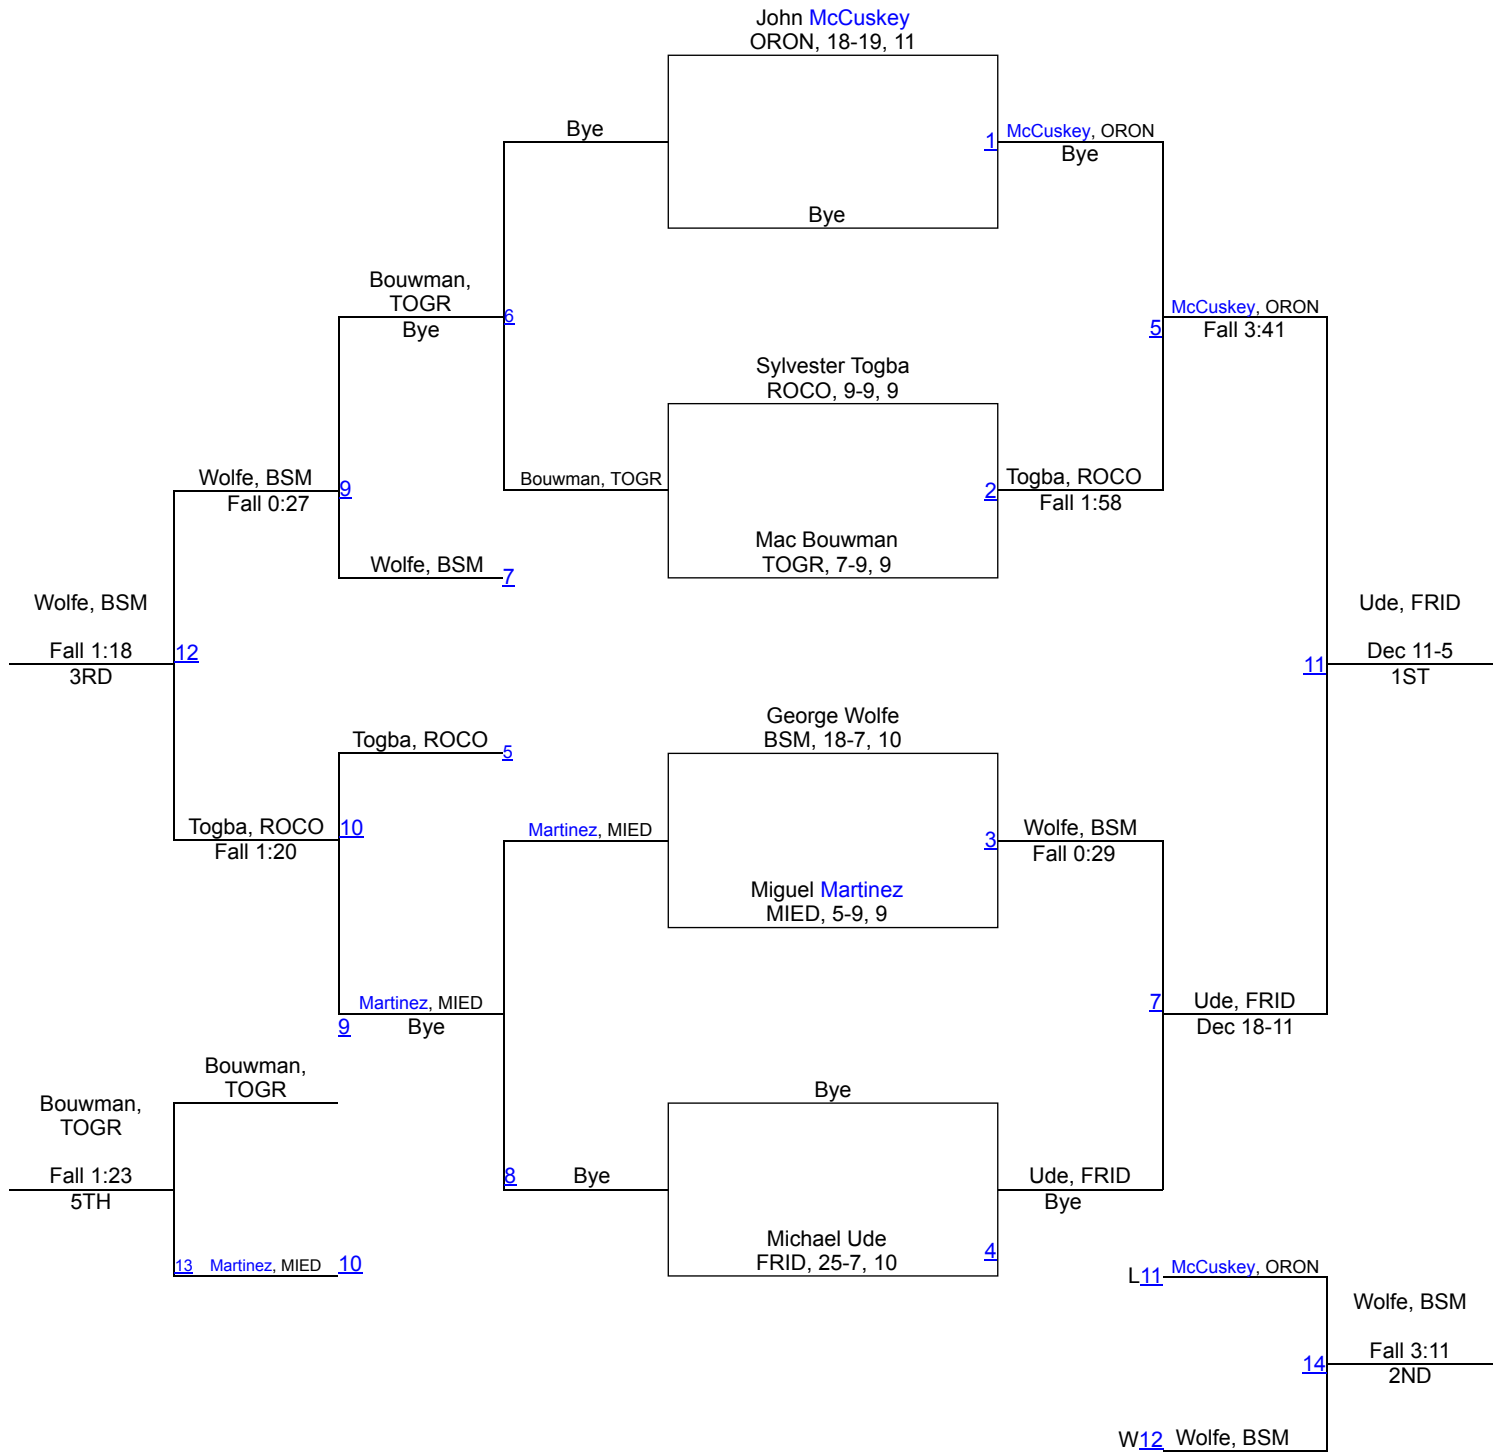 John McCuskey
ORON, 18-19, 11
Bye
1
McCuskey, ORON
Bye
Bye
Bouwman,
TOGR
Bye
6
McCuskey, ORON
Fall 3:41
5
Sylvester Togba
ROCO, 9-9, 9
Wolfe, BSM
Fall 0:27
9
Bouwman, TOGR
2
Togba, ROCO
Fall 1:58
Mac Bouwman
TOGR, 7-9, 9
Wolfe, BSM
7
Wolfe, BSM
Fall 1:18
3RD
12
Ude, FRID
Dec 11-5
1ST
11
George Wolfe
BSM, 18-7, 10
Togba, ROCO
5
Togba, ROCO
Fall 1:20
10
Martinez, MIED
3
Wolfe, BSM
Fall 0:29
Miguel Martinez
MIED, 5-9, 9
Martinez, MIED
Bye
9
7
Ude, FRID
Dec 18-11
Bouwman,
TOGR
Bye
Bouwman,
TOGR
Fall 1:23
5TH
8
Bye
Ude, FRID
Bye
Michael Ude
FRID, 25-7, 10
4
13
Martinez, MIED
10
L11
McCuskey, ORON
Wolfe, BSM
Fall 3:11
2ND
14
W12
Wolfe, BSM